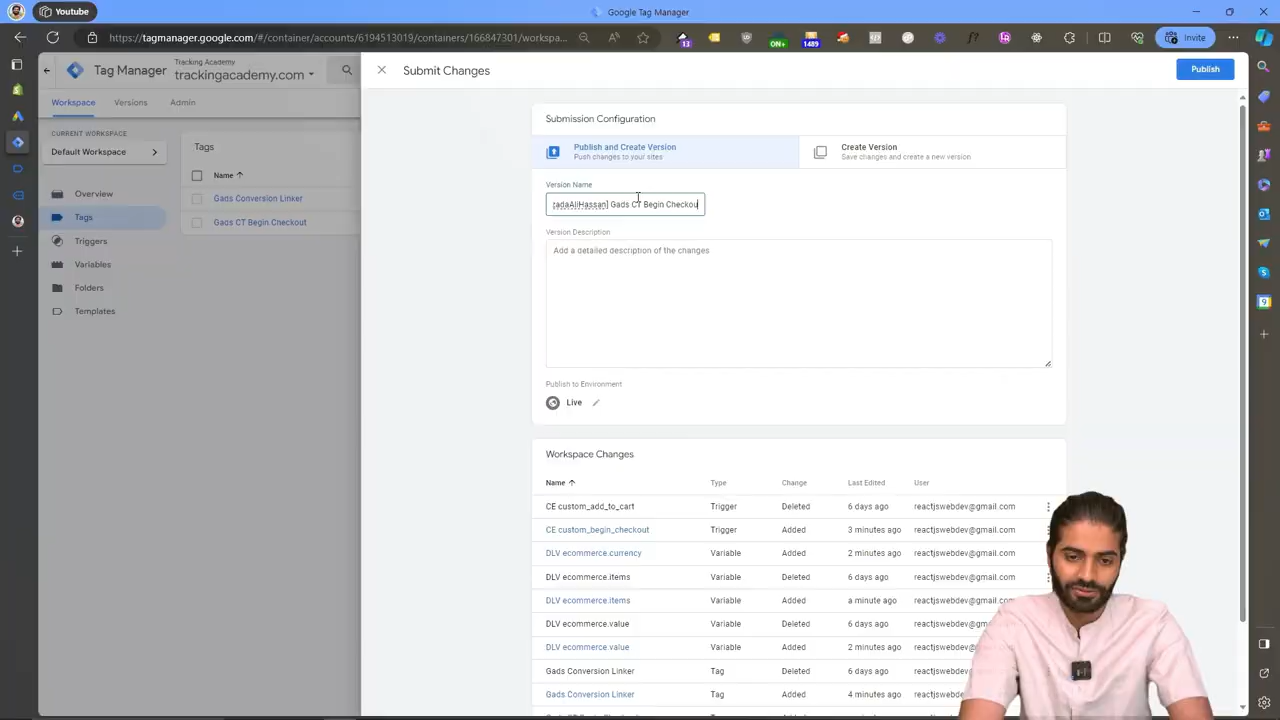 Youtube
Google Tag Manager
https://tagmanager.google.com/#/container/accounts/6194513019/containers/166847301/workspa...
13
ON+
1489
Invite
Tag Manager
Tracking Academy
trackingacademy.com
Submit Changes
Publish
Workspace
Versions
Admin
CURRENT WORKSPACE
Default Workspace
Overview
Tags
Triggers
Variables
Folders
Templates
Tags
Name
Gads Conversion Linker
Gads CT Begin Checkout
Submission Configuration
Publish and Create Version
Push changes to your sites
Create Version
Save changes and create a new version
Version Name
zadaAliHassan] Gads CT Begin Checkou
Version Description
Add a detailed description of the changes
Publish to Environment
Live
Workspace Changes
Name Type Change Last Edited User
CE custom_add_to_cart Trigger Deleted 6 days ago reactjswebdev@gmail.com
CE custom_begin_checkout Trigger Added 3 minutes ago reactjswebdev@gmail.com
DLV ecommerce.currency Variable Added 2 minutes ago reactjswebdev@gmail.com
DLV ecommerce.items Variable Deleted 6 days ago reactjswebdev@gmail.com
DLV ecommerce.items Variable Added a minute ago reactjswebdev@gmail.com
DLV ecommerce.value Variable Deleted 6 days ago reactjswebdev@gm
DLV ecommerce.value Variable Added 2 minutes ago reactjswebdev@
Gads Conversion Linker Tag Deleted 6 days ago reactjswebdev
Gads Conversion Linker Tag Added 4 minutes ago reactjswebde